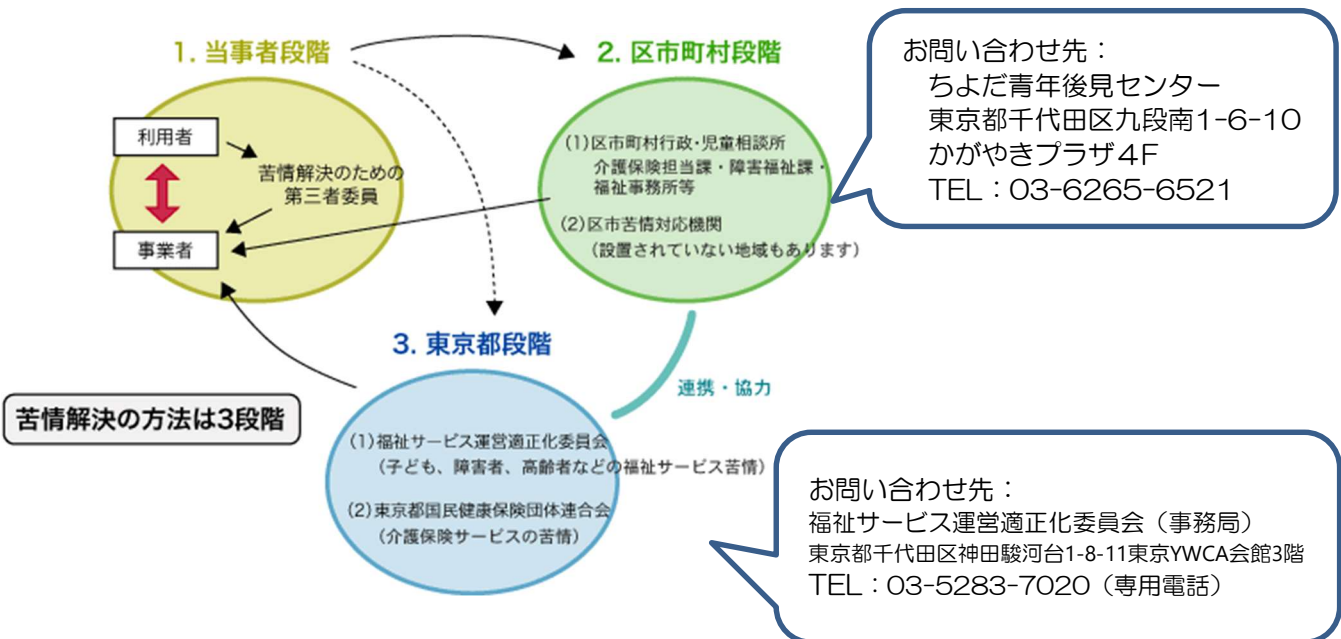 1. 当事者段階
利用者
苦情解決のための
第三者委員
事業者
2. 区市町村段階
(1)区市町村行政・児童相談所
介護保険担当課・障害福祉課・
福祉事務所等
(2)区市苦情対応機関
（設置されていない地域もあります）
お問い合わせ先：
ちよだ青年後見センター
東京都千代田区九段南1-6-10
かがやきプラザ４F
TEL：03-6265-6521
3. 東京都段階
連携・協力
苦情解決の方法は3段階
(1)福祉サービス運営適正化委員会
（子ども、障害者、高齢者などの福祉サービス苦情）
(2)東京都国民健康保険団体連合会
（介護保険サービスの苦情）
お問い合わせ先：
福祉サービス運営適正化委員会（事務局）
東京都千代田区神田駿河台1-8-11東京YWCA会館3階
TEL：03-5283-7020（専用電話）